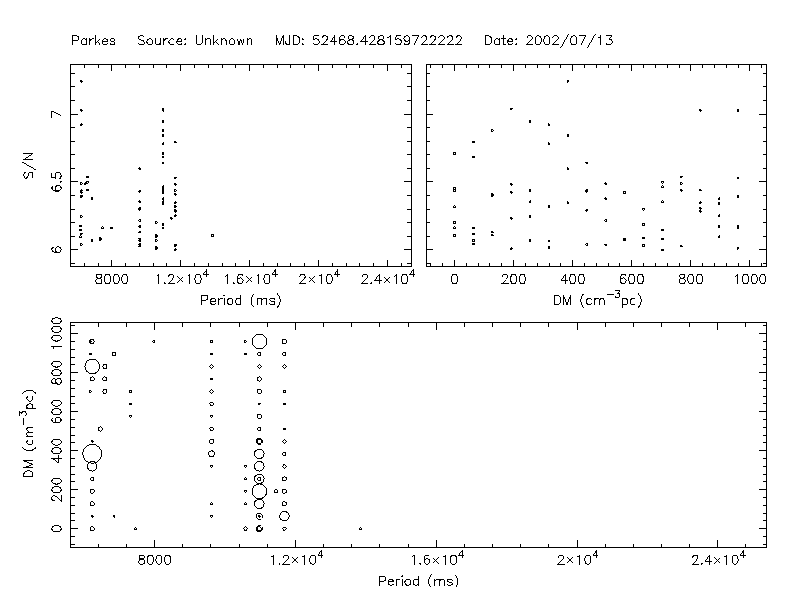 Parkes Source: Unknown MJD: 52468.428159722222 Date: 2002/07/13
S/N
7
6.5
6
8000 1.2×10⁴ 1.6×10⁴ 2×10⁴ 2.4×10⁴
Period (ms)
0 200 400 600 800 1000
DM (cm⁻³pc)
DM (cm⁻³pc)
1000
800
600
400
200
0
8000 1.2×10⁴ 1.6×10⁴ 2×10⁴ 2.4×10⁴
Period (ms)